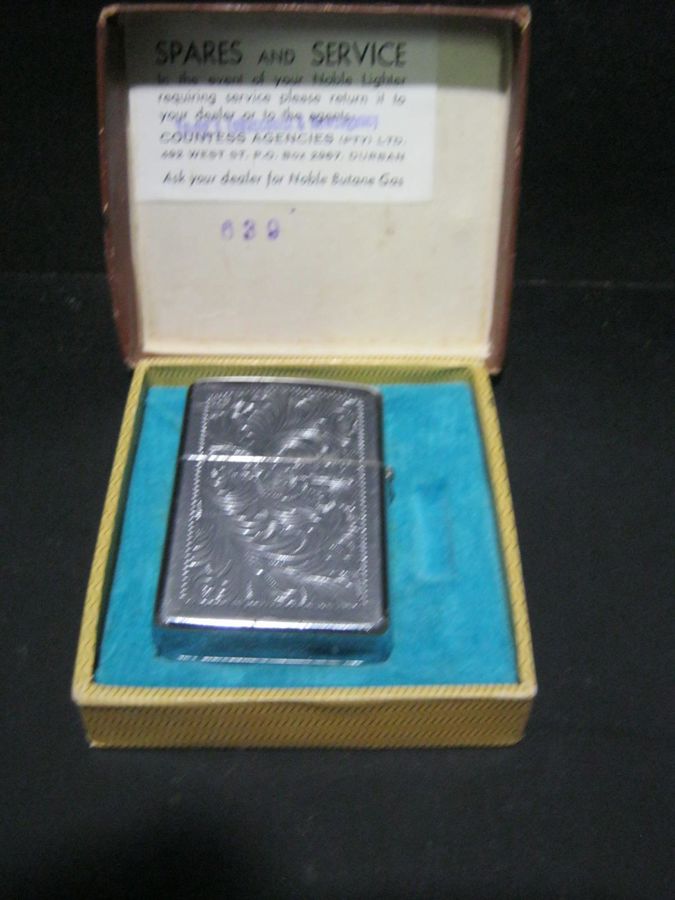 SPARES AND SERVICE
In the event of your Noble Lighter
requiring service please return it to
your dealer or to the agents
COUNTESS AGENCIES (PTY) LTD.
WEST ST. P.O. BOX 2967, DURBAN
Ask your dealer for Noble Butane Gas
639